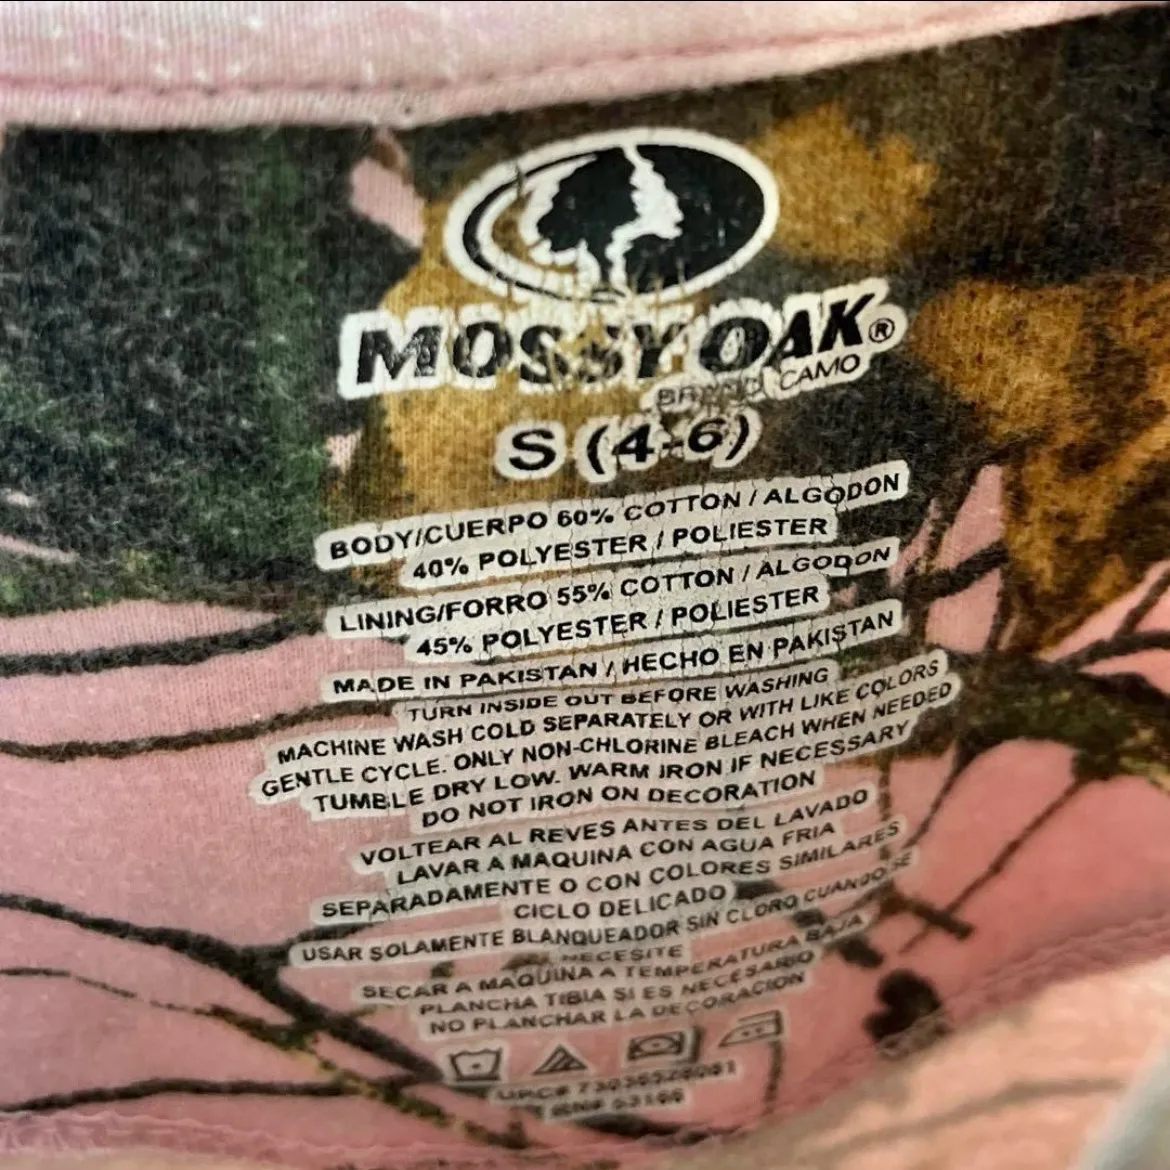 MOSSY OAK®
BRAND CAMO
S (4-6)
BODY/CUERPO 60% COTTON / ALGODON
40% POLYESTER / POLIESTER
LINING/FORRO 55% COTTON / ALGODON
45% POLYESTER / POLIESTER
MADE IN PAKISTAN / HECHO EN PAKISTAN
TURN INSIDE OUT BEFORE WASHING
MACHINE WASH COLD SEPARATELY OR WITH LIKE COLORS
GENTLE CYCLE. ONLY NON-CHLORINE BLEACH WHEN NEEDED
TUMBLE DRY LOW. WARM IRON IF NECESSARY
DO NOT IRON ON DECORATION
VOLTEAR AL REVES ANTES DEL LAVADO
LAVAR A MAQUINA CON AGUA FRIA
SEPARADAMENTE O CON COLORES SIMILARES
CICLO DELICADO
USAR SOLAMENTE BLANQUEADOR SIN CLORO CUANDO SE
NECESITE
SECAR A MAQUINA A TEMPERATURA BAJA
PLANCHA TIBIA SI ES NECESARIO
NO PLANCHAR LA DECORACION
UPC#
RN# 53166